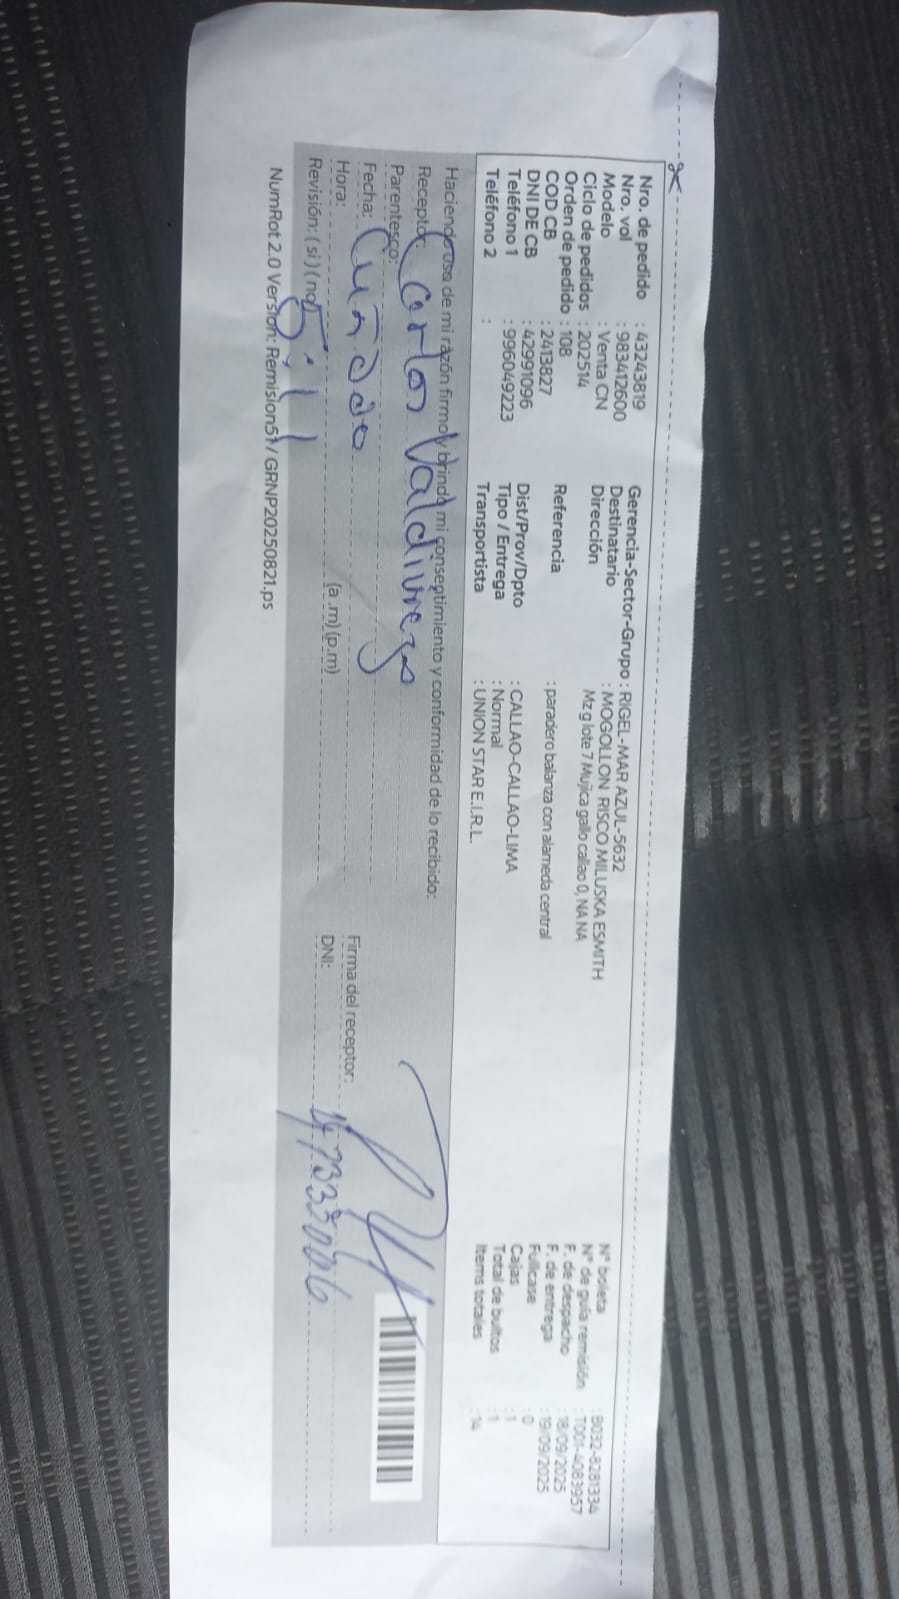 Nro. de pedido : 43243819
Nro. vol : 983412600
Modelo : Venta CN
Ciclo de pedidos : 202514
Orden de pedido : 108
COD CB : 2413827
DNI DE CB : 42991096
Teléfono 1 : 996049223
Teléfono 2 :
Gerencia-Sector-Grupo : RIGEL-MAR AZUL-5632
Destinatario : MOGOLLON RISCO MILUSKA ESMITH
Dirección Mz g lote 7 Mujica gallo callao 0, NA NA
Referencia : paradero balanza con alameda central
Dist/Prov/Dpto : CALLAO-CALLAO-LIMA
Tipo / Entrega : Normal
Transportista : UNION STAR E.I.R.L.
N° boleta : B032-8281334
N° de guía remisión : T001-4083957
F. de despacho : 18/09/2025
F. de entrega : 19/09/2025
Fullcase : 0
Cajas : 1
Total de bultos : 1
Items totales : 14
Haciendo uso de mi razón firmo y brindo mi consentimiento y conformidad de lo recibido:
Receptor: Carlos
Parentesco: Cuñado
Fecha:
Hora: (a .m) (p.m)
Revisión: ( si ) ( no)
Firma del receptor:
DNI:
NumRot 2.0 Version: Remision51 / GRNP20250821.ps